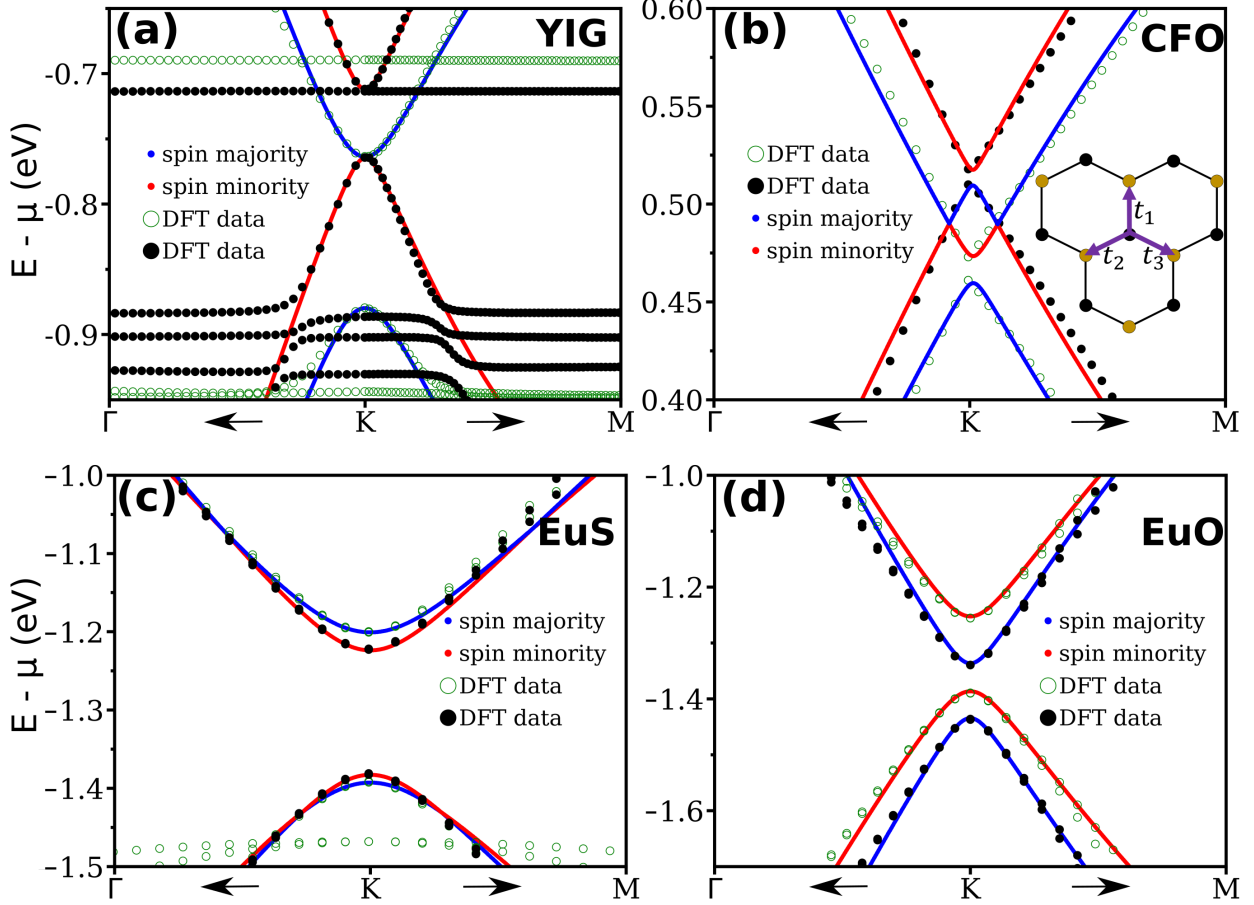 (a)
YIG
E - μ (eV)
-0.7
-0.8
-0.9
spin majority
spin minority
DFT data
DFT data
Γ
K
M
(b)
CFO
0.60
0.55
0.50
0.45
0.40
DFT data
DFT data
spin majority
spin minority
t1
t2
t3
Γ
K
M
(c)
EuS
E - μ (eV)
−1.0
−1.1
−1.2
−1.3
−1.4
−1.5
spin majority
spin minority
DFT data
DFT data
Γ
K
M
(d)
EuO
−1.0
−1.2
−1.4
−1.6
spin majority
spin minority
DFT data
DFT data
Γ
K
M